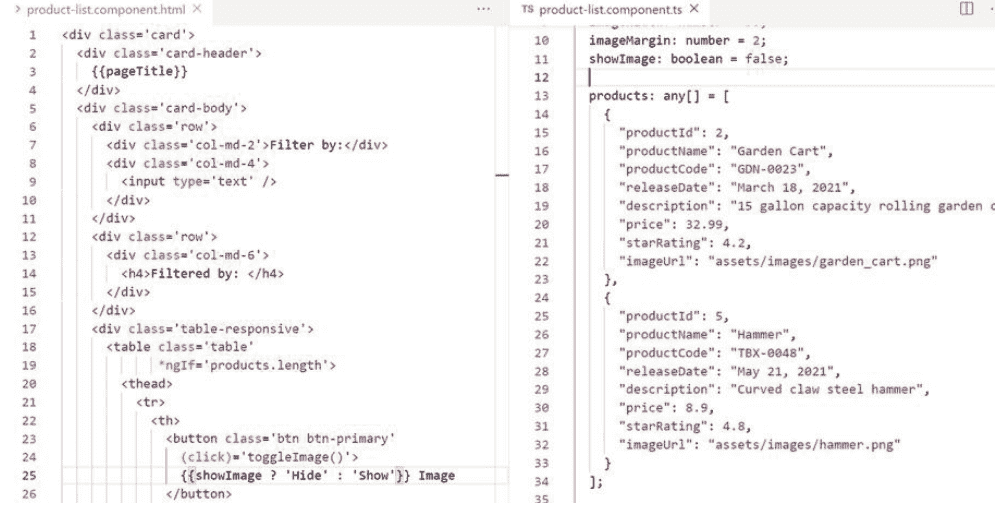 product-list.component.html
1 <div class='card'>
2 <div class='card-header'>
3 {{pageTitle}}
4 </div>
5 <div class='card-body'>
6 <div class='row'>
7 <div class='col-md-2'>Filter by:</div>
8 <div class='col-md-4'>
9 <input type='text' />
10 </div>
11 </div>
12 <div class='row'>
13 <div class='col-md-6'>
14 <h4>Filtered by: </h4>
15 </div>
16 </div>
17 <div class='table-responsive'>
18 <table class='table'
19 *ngIf='products.length'>
20 <thead>
21 <tr>
22 <th>
23 <button class='btn btn-primary'
24 (click)='toggleImage()'>
25 {{showImage ? 'Hide' : 'Show'}} Image
26 </button>
TS product-list.component.ts
10 imageMargin: number = 2;
11 showImage: boolean = false;
12
13 products: any[] = [
14 {
15 "productId": 2,
16 "productName": "Garden Cart",
17 "productCode": "GDN-0023",
18 "releaseDate": "March 18, 2021",
19 "description": "15 gallon capacity rolling garden
20 "price": 32.99,
21 "starRating": 4.2,
22 "imageUrl": "assets/images/garden_cart.png"
23 },
24 {
25 "productId": 5,
26 "productName": "Hammer",
27 "productCode": "TBX-0048",
28 "releaseDate": "May 21, 2021",
29 "description": "Curved claw steel hammer",
30 "price": 8.9,
31 "starRating": 4.8,
32 "imageUrl": "assets/images/hammer.png"
33 }
34 ];
35